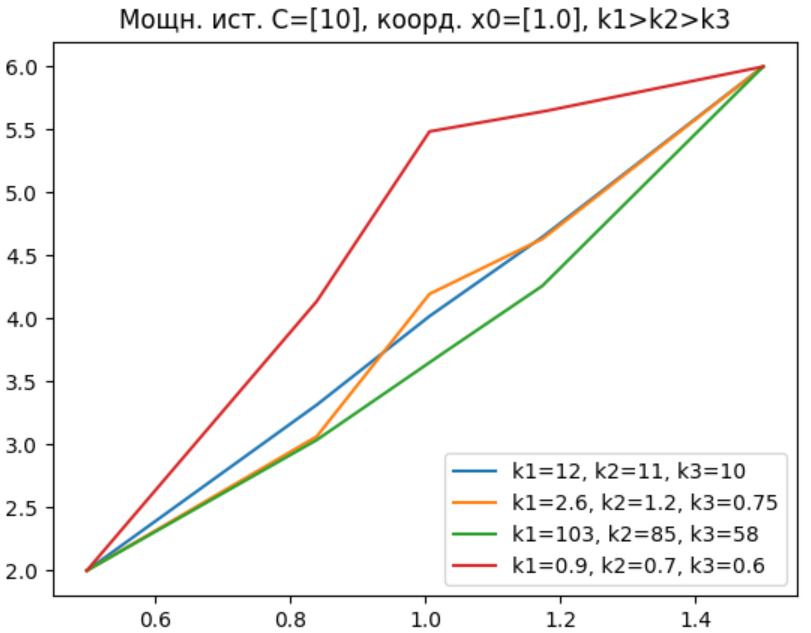 Мощн. ист. C=[10], коорд. x0=[1.0], k1>k2>k3
6.0
5.5
5.0
4.5
4.0
3.5
3.0
2.5
2.0
k1=12, k2=11, k3=10
k1=2.6, k2=1.2, k3=0.75
k1=103, k2=85, k3=58
k1=0.9, k2=0.7, k3=0.6
0.6 0.8 1.0 1.2 1.4